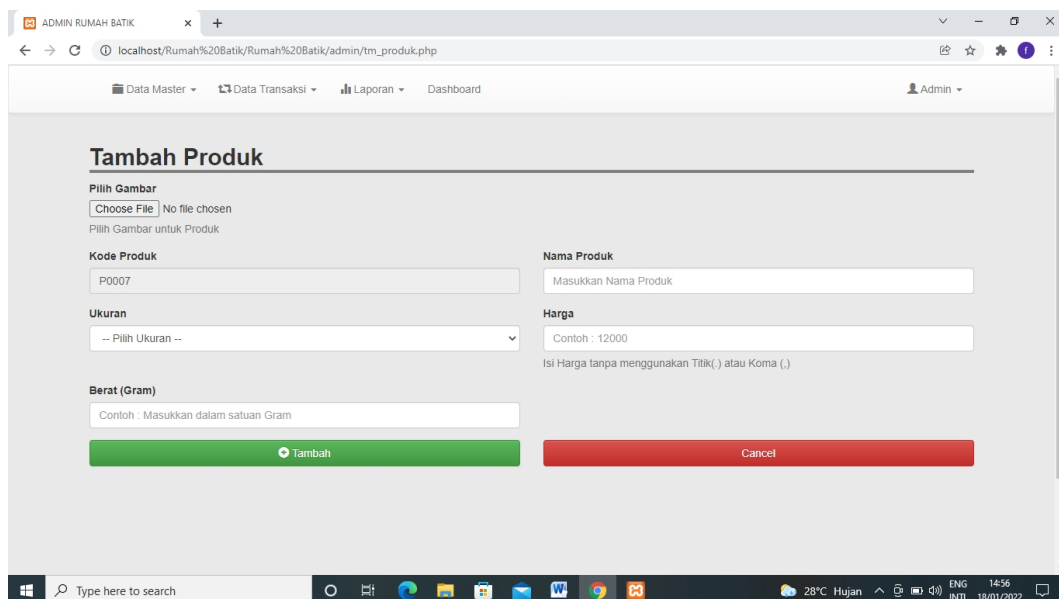 ADMIN RUMAH BATIK
localhost/Rumah%20Batik/Rumah%20Batik/admin/tm_produk.php
f
Data Master Data Transaksi Laporan Dashboard Admin
Tambah Produk
Pilih Gambar
Choose File No file chosen
Pilih Gambar untuk Produk
Kode Produk Nama Produk
P0007 Masukkan Nama Produk
Ukuran Harga
-- Pilih Ukuran -- Contoh : 12000
Isi Harga tanpa menggunakan Titik(.) atau Koma (,)
Berat (Gram)
Contoh : Masukkan dalam satuan Gram
Tambah Cancel
Type here to search W 28°C Hujan ENG 14:56
INTL 18/01/2022